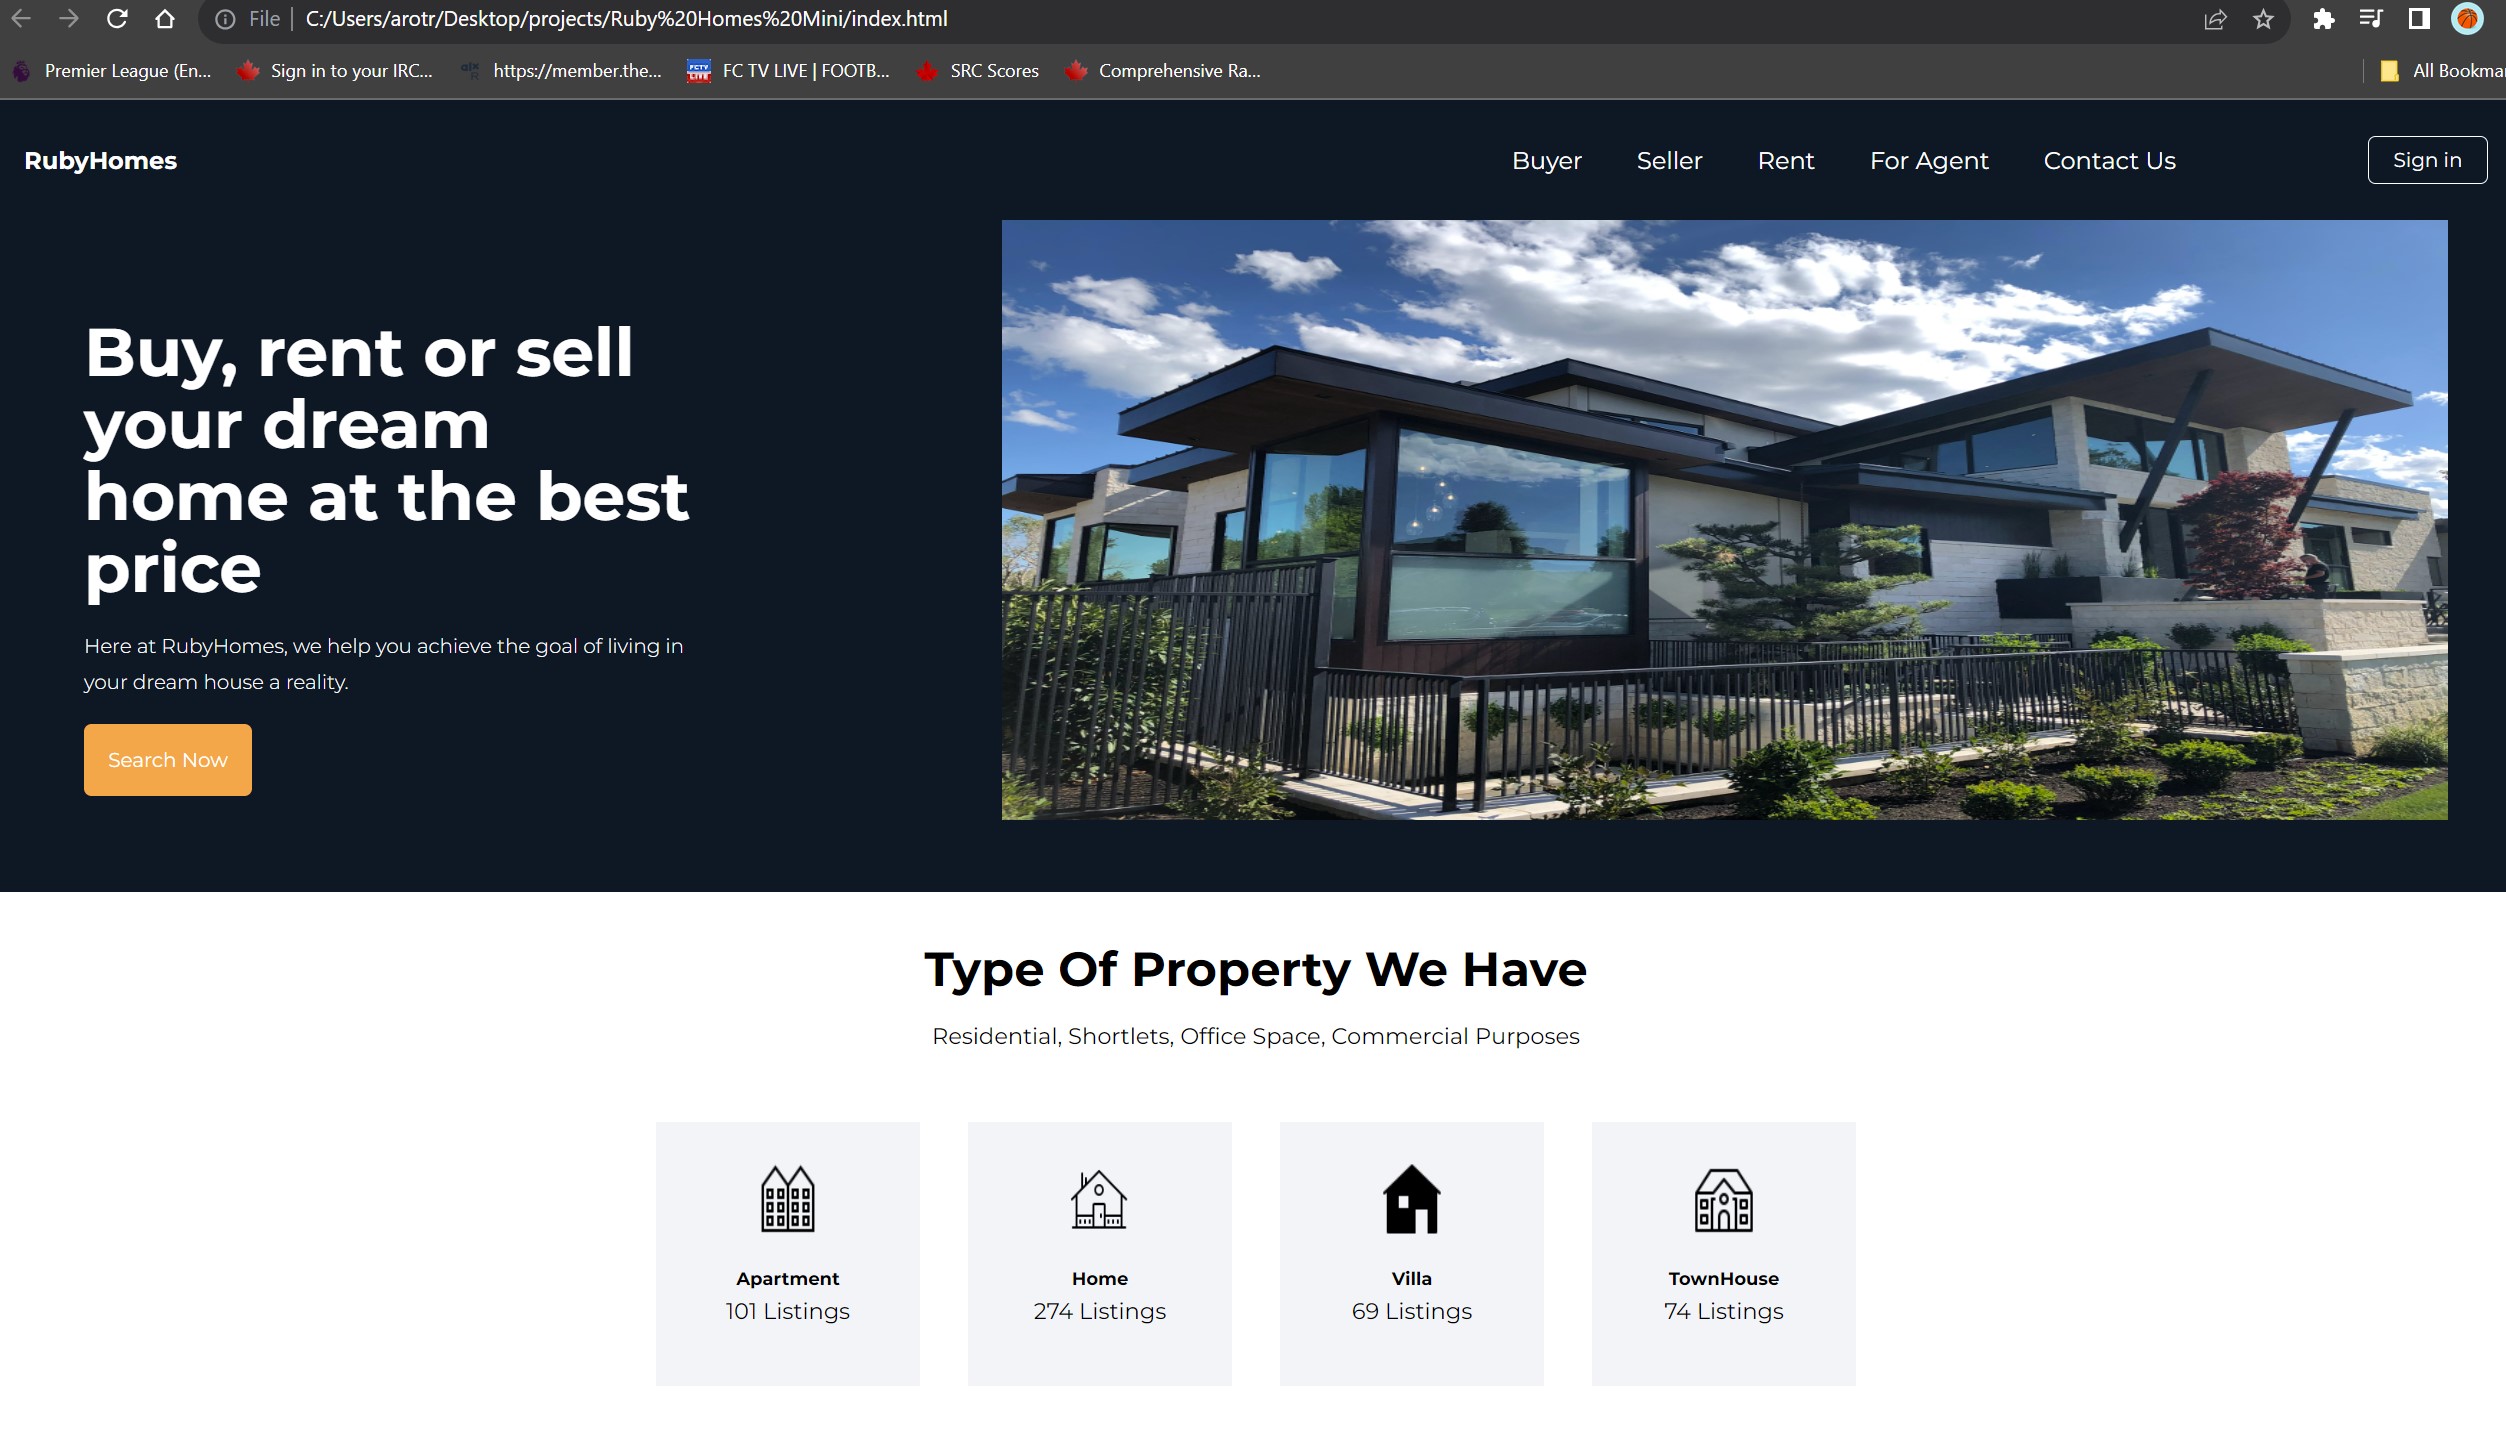 File C:/Users/arotr/Desktop/projects/Ruby%20Homes%20Mini/index.html
Premier League (En... Sign in to your IRC... https://member.the... FC TV LIVE | FOOTB... SRC Scores Comprehensive Ra... All Bookmar
RubyHomes Buyer Seller Rent For Agent Contact Us Sign in
Buy, rent or sell
your dream
home at the best
price
Here at RubyHomes, we help you achieve the goal of living in
your dream house a reality.
Search Now
Type Of Property We Have
Residential, Shortlets, Office Space, Commercial Purposes
Apartment Home Villa TownHouse
101 Listings 274 Listings 69 Listings 74 Listings